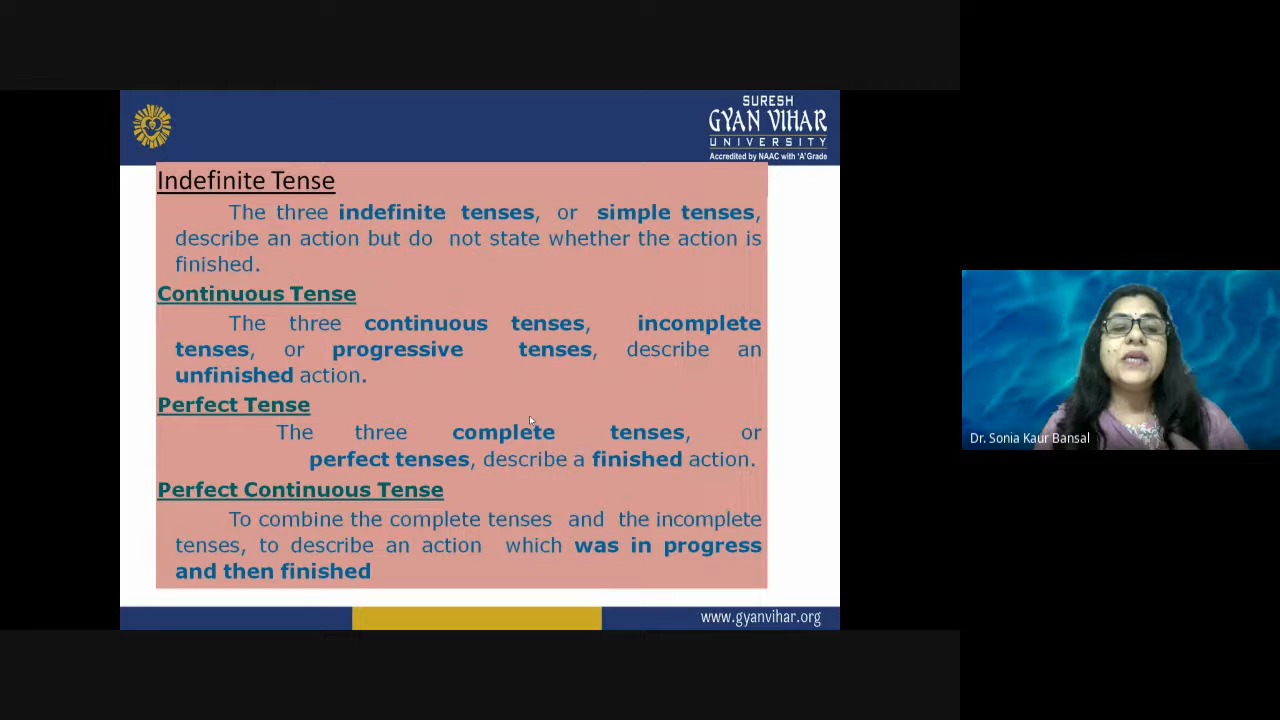 SURESH
GYAN VIHAR
UNIVERSITY
Accredited by NAAC with 'A' Grade
Indefinite Tense
The three indefinite tenses, or simple tenses,
describe an action but do not state whether the action is
finished.
Continuous Tense
The three continuous tenses, incomplete
tenses, or progressive tenses, describe an
unfinished action.
Perfect Tense
The three complete tenses, or
perfect tenses, describe a finished action.
Perfect Continuous Tense
To combine the complete tenses and the incomplete
tenses, to describe an action which was in progress
and then finished
www.gyanvihar.org
Dr. Sonia Kaur Bansal